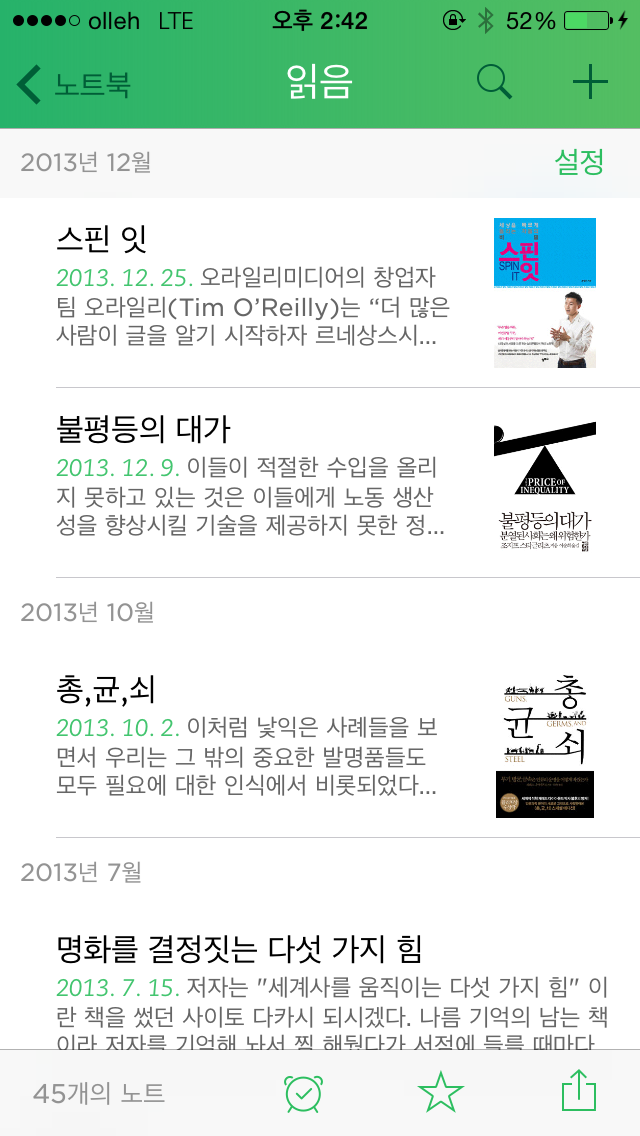 olleh LTE 오후 2:42 52%
노트북 읽음
2013년 12월 설정
스핀 잇
2013. 12. 25. 오라일리미디어의 창업자
팀 오라일리(Tim O'Reilly)는 “더 많은
사람이 글을 알기 시작하자 르네상스시...
스핀
SPIN
IT
잇
불평등의 대가
2013. 12. 9. 이들이 적절한 수입을 올리
지 못하고 있는 것은 이들에게 노동 생산
성을 향상시킬 기술을 제공하지 못한 정...
THE PRICE OF
INEQUALITY
불평등의 대가
분열된 사회는 왜 위험한가
2013년 10월
총,균,쇠
2013. 10. 2. 이처럼 낯익은 사례들을 보
면서 우리는 그 밖의 중요한 발명품들도
모두 필요에 대한 인식에서 비롯되었다...
총
GUNS,
균
GERMS, AND
쇠
STEEL
2013년 7월
명화를 결정짓는 다섯 가지 힘
2013. 7. 15. 저자는 "세계사를 움직이는 다섯 가지 힘" 이
란 책을 썼던 사이토 다카시 되시겠다. 나름 기억의 남는 책
이라 저자를 기억해 놔서 찜 해뒀다가 서점에 들를 때마다
45개의 노트